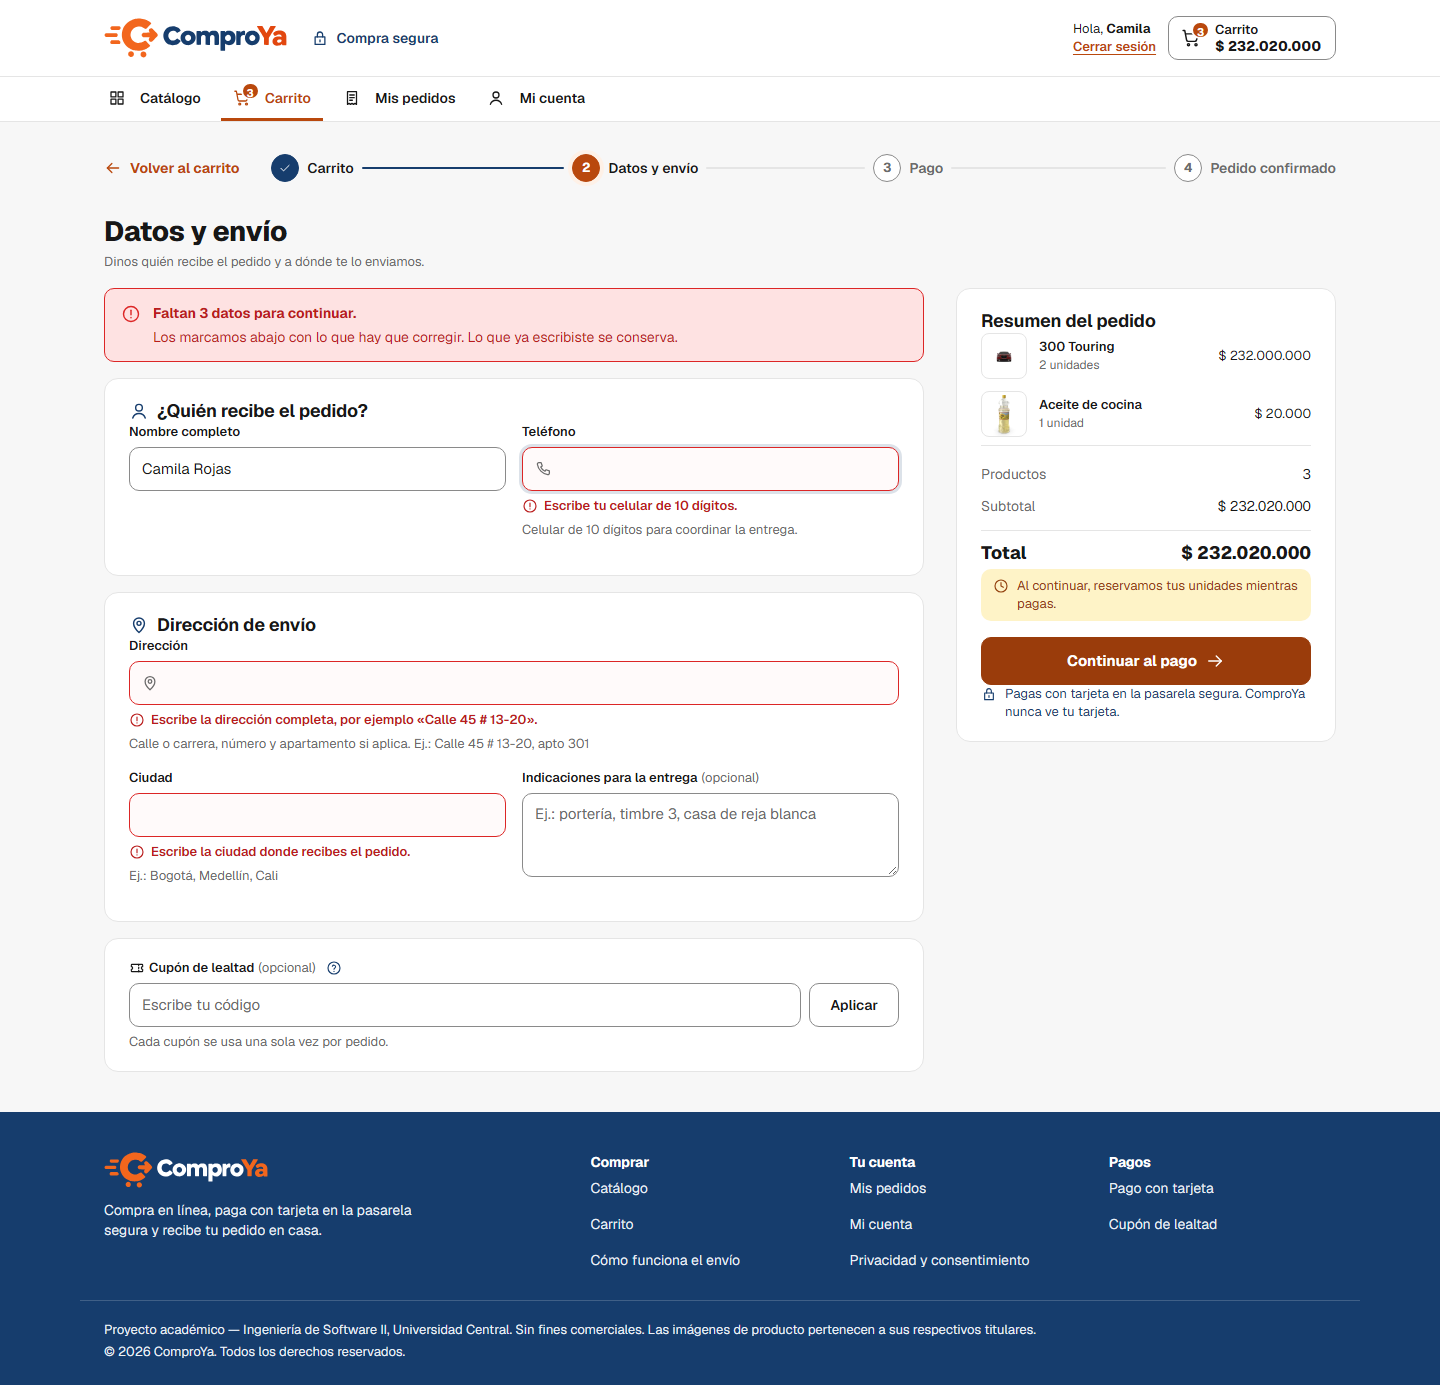 ComproYa
Compra segura
Hola, Camila
Cerrar sesión
3
Carrito
$ 232.020.000
Catálogo
3
Carrito
Mis pedidos
Mi cuenta
Volver al carrito
Carrito
2
Datos y envío
3
Pago
4
Pedido confirmado
Datos y envío
Dinos quién recibe el pedido y a dónde te lo enviamos.
Faltan 3 datos para continuar.
Los marcamos abajo con lo que hay que corregir. Lo que ya escribiste se conserva.
¿Quién recibe el pedido?
Nombre completo
Camila Rojas
Teléfono
Escribe tu celular de 10 dígitos.
Celular de 10 dígitos para coordinar la entrega.
Dirección de envío
Dirección
Escribe la dirección completa, por ejemplo «Calle 45 # 13-20».
Calle o carrera, número y apartamento si aplica. Ej.: Calle 45 # 13-20, apto 301
Ciudad
Escribe la ciudad donde recibes el pedido.
Ej.: Bogotá, Medellín, Cali
Indicaciones para la entrega (opcional)
Ej.: portería, timbre 3, casa de reja blanca
Cupón de lealtad (opcional)
Escribe tu código
Aplicar
Cada cupón se usa una sola vez por pedido.
Resumen del pedido
300 Touring
2 unidades
$ 232.000.000
Aceite de cocina
1 unidad
$ 20.000
Productos
3
Subtotal
$ 232.020.000
Total
$ 232.020.000
Al continuar, reservamos tus unidades mientras
pagas.
Continuar al pago
Pagas con tarjeta en la pasarela segura. ComproYa
nunca ve tu tarjeta.
ComproYa
Compra en línea, paga con tarjeta en la pasarela
segura y recibe tu pedido en casa.
Comprar
Catálogo
Carrito
Cómo funciona el envío
Tu cuenta
Mis pedidos
Mi cuenta
Privacidad y consentimiento
Pagos
Pago con tarjeta
Cupón de lealtad
Proyecto académico — Ingeniería de Software II, Universidad Central. Sin fines comerciales. Las imágenes de producto pertenecen a sus respectivos titulares.
© 2026 ComproYa. Todos los derechos reservados.